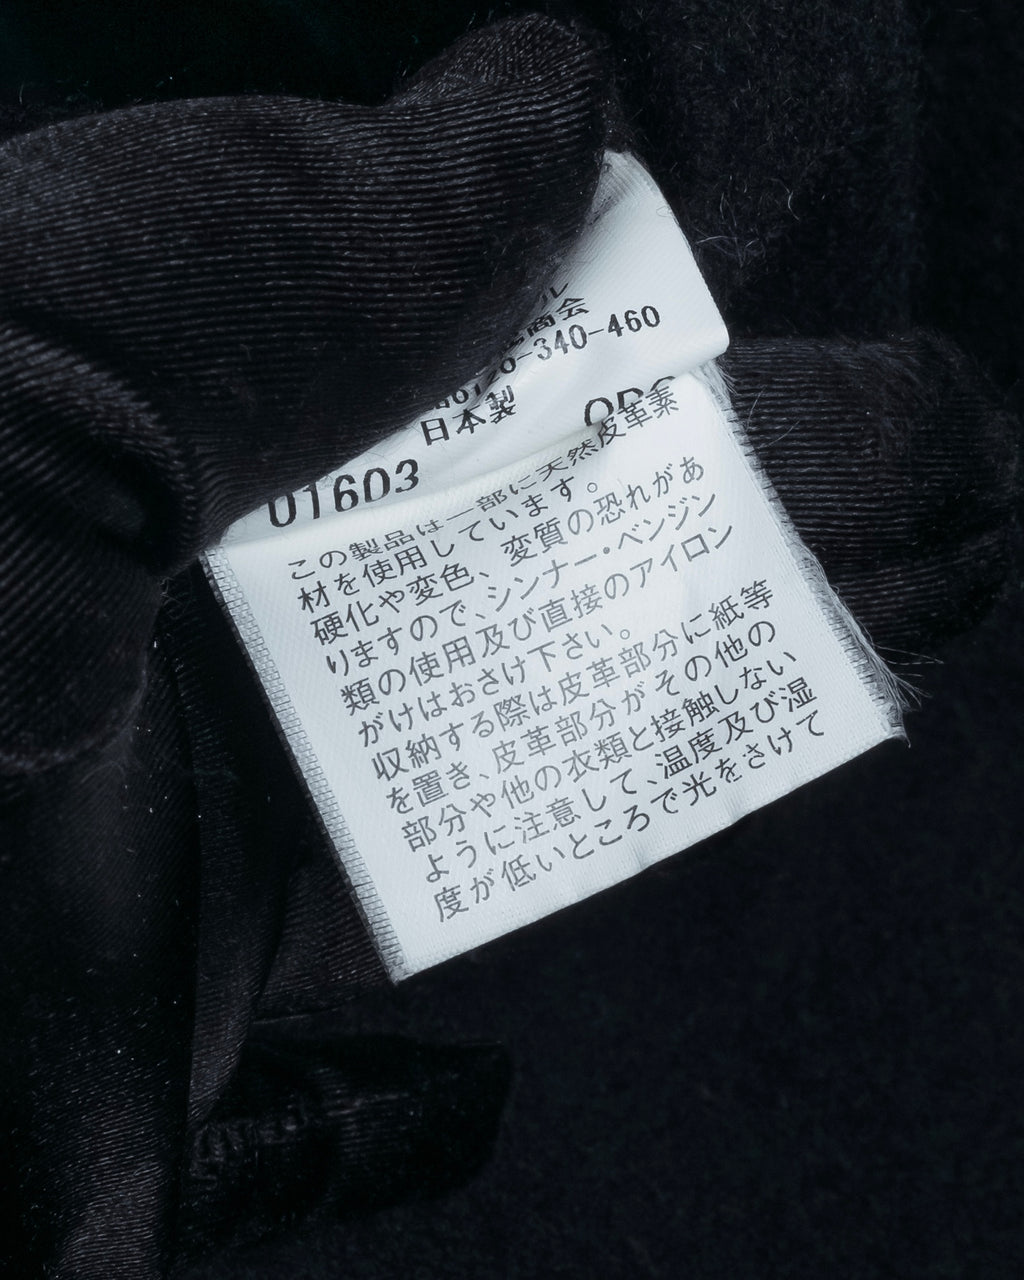 ル
商会
0120-340-460
日本製
01603
この製品は一部に天然皮革素
材を使用しています。
硬化や変色、変質の恐れがあ
りますので、シンナー・ベンジン
類の使用及び直接のアイロン
がけはおさけ下さい。
収納する際は皮革部分に紙等
を置き、皮革部分がその他の
部分や他の衣類と接触しない
ように注意して、温度及び湿
度が低いところで光をさけて